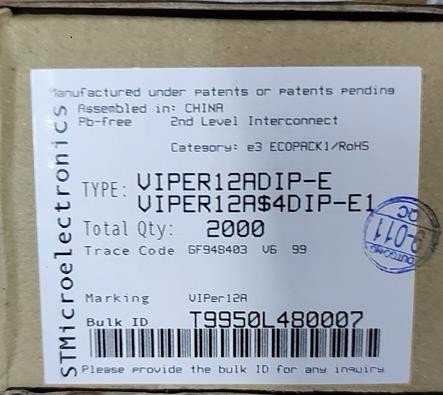 Manufactured under patents or patents pending
Assembled in: CHINA
Pb-free 2nd Level Interconnect
Category: e3 ECOPACK1/RoHS
STMicroelectronics
TYPE: VIPER12ADIP-E
VIPER12A$4DIP-E1
Total Qty: 2000
Trace Code GF948403 V6 99
Marking VIPer12A
Bulk ID T9950L480007
Please provide the bulk ID for any inquiry
OUTGOING
QC